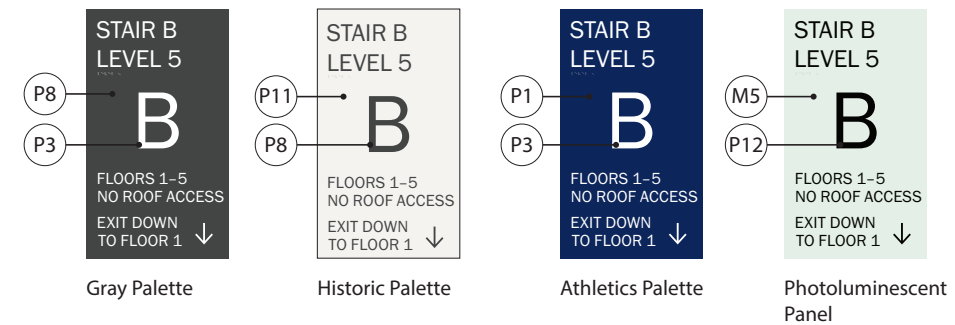 STAIR B
LEVEL 5
P8
B
P3
FLOORS 1–5
NO ROOF ACCESS
EXIT DOWN
TO FLOOR 1
Gray Palette
STAIR B
LEVEL 5
P11
B
P8
FLOORS 1–5
NO ROOF ACCESS
EXIT DOWN
TO FLOOR 1
Historic Palette
STAIR B
LEVEL 5
P1
B
P3
FLOORS 1–5
NO ROOF ACCESS
EXIT DOWN
TO FLOOR 1
Athletics Palette
STAIR B
LEVEL 5
M5
B
P12
FLOORS 1–5
NO ROOF ACCESS
EXIT DOWN
TO FLOOR 1
Photoluminescent
Panel